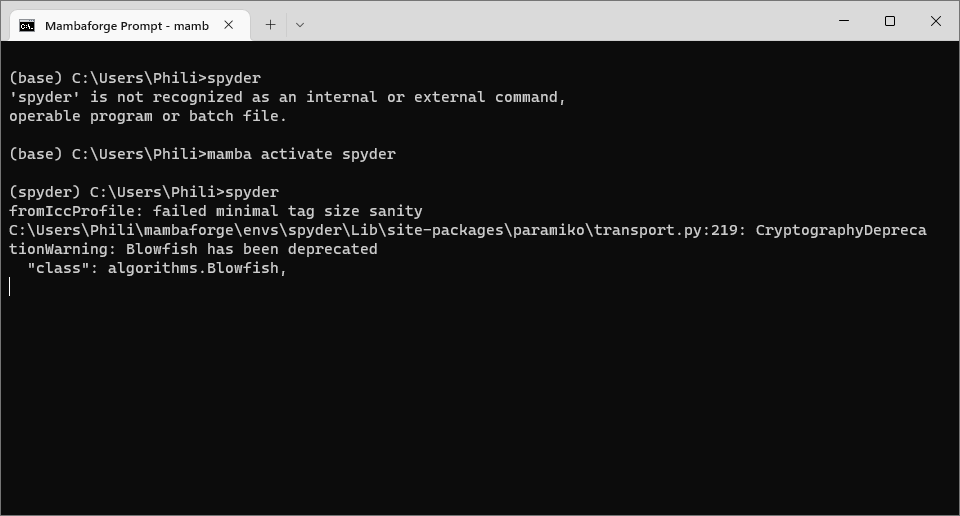 Mambaforge Prompt - mamb
(base) C:\Users\Phili>spyder
'spyder' is not recognized as an internal or external command,
operable program or batch file.
(base) C:\Users\Phili>mamba activate spyder
(spyder) C:\Users\Phili>spyder
fromIccProfile: failed minimal tag size sanity
C:\Users\Phili\mambaforge\envs\spyder\Lib\site-packages\paramiko\transport.py:219: CryptographyDepreca
tionWarning: Blowfish has been deprecated
  "class": algorithms.Blowfish,